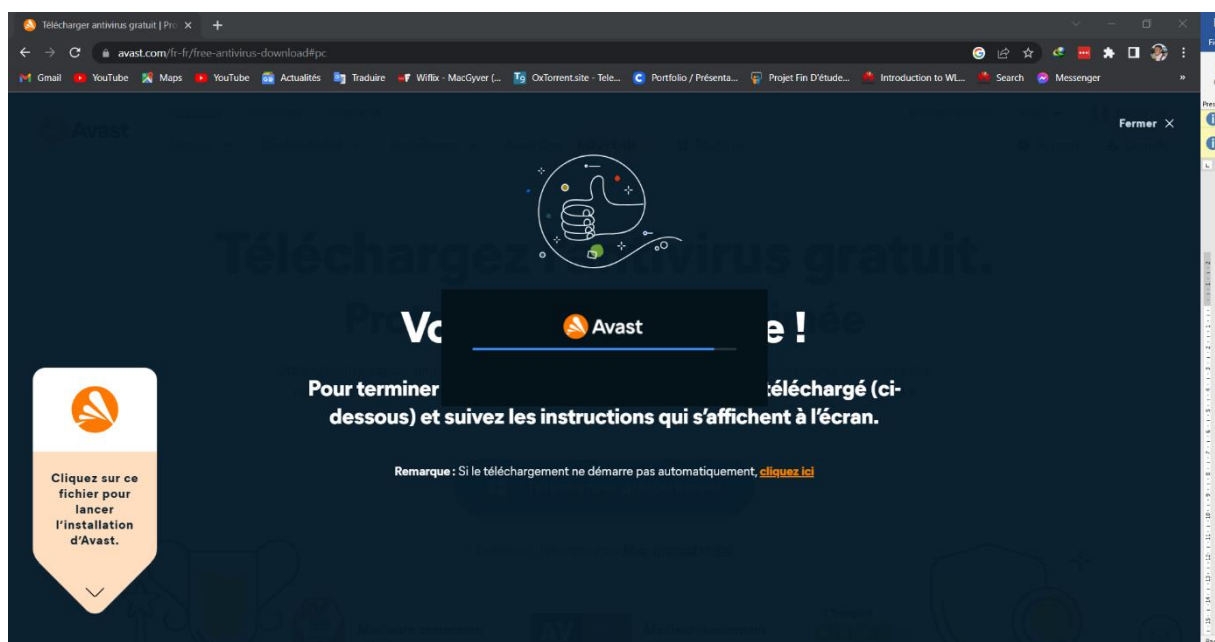 Télécharger antivirus gratuit | Pro
avast.com/fr-fr/free-antivirus-download#pc
Gmail YouTube Maps YouTube Actualités Traduire Wiflix - MacGyver (... OxTorrent.site - Tele... Portfolio / Présenta... Projet Fin D'étude... Introduction to WL... Search Messenger »
Avast
Fermer ×
Téléchargez gratuit.
Avast
Pour terminer téléchargé (ci-
dessous) et suivez les instructions qui s'affichent à l'écran.
Remarque : Si le téléchargement ne démarre pas automatiquement, cliquez ici
Cliquez sur ce
fichier pour
lancer
l'installation
d'Avast.